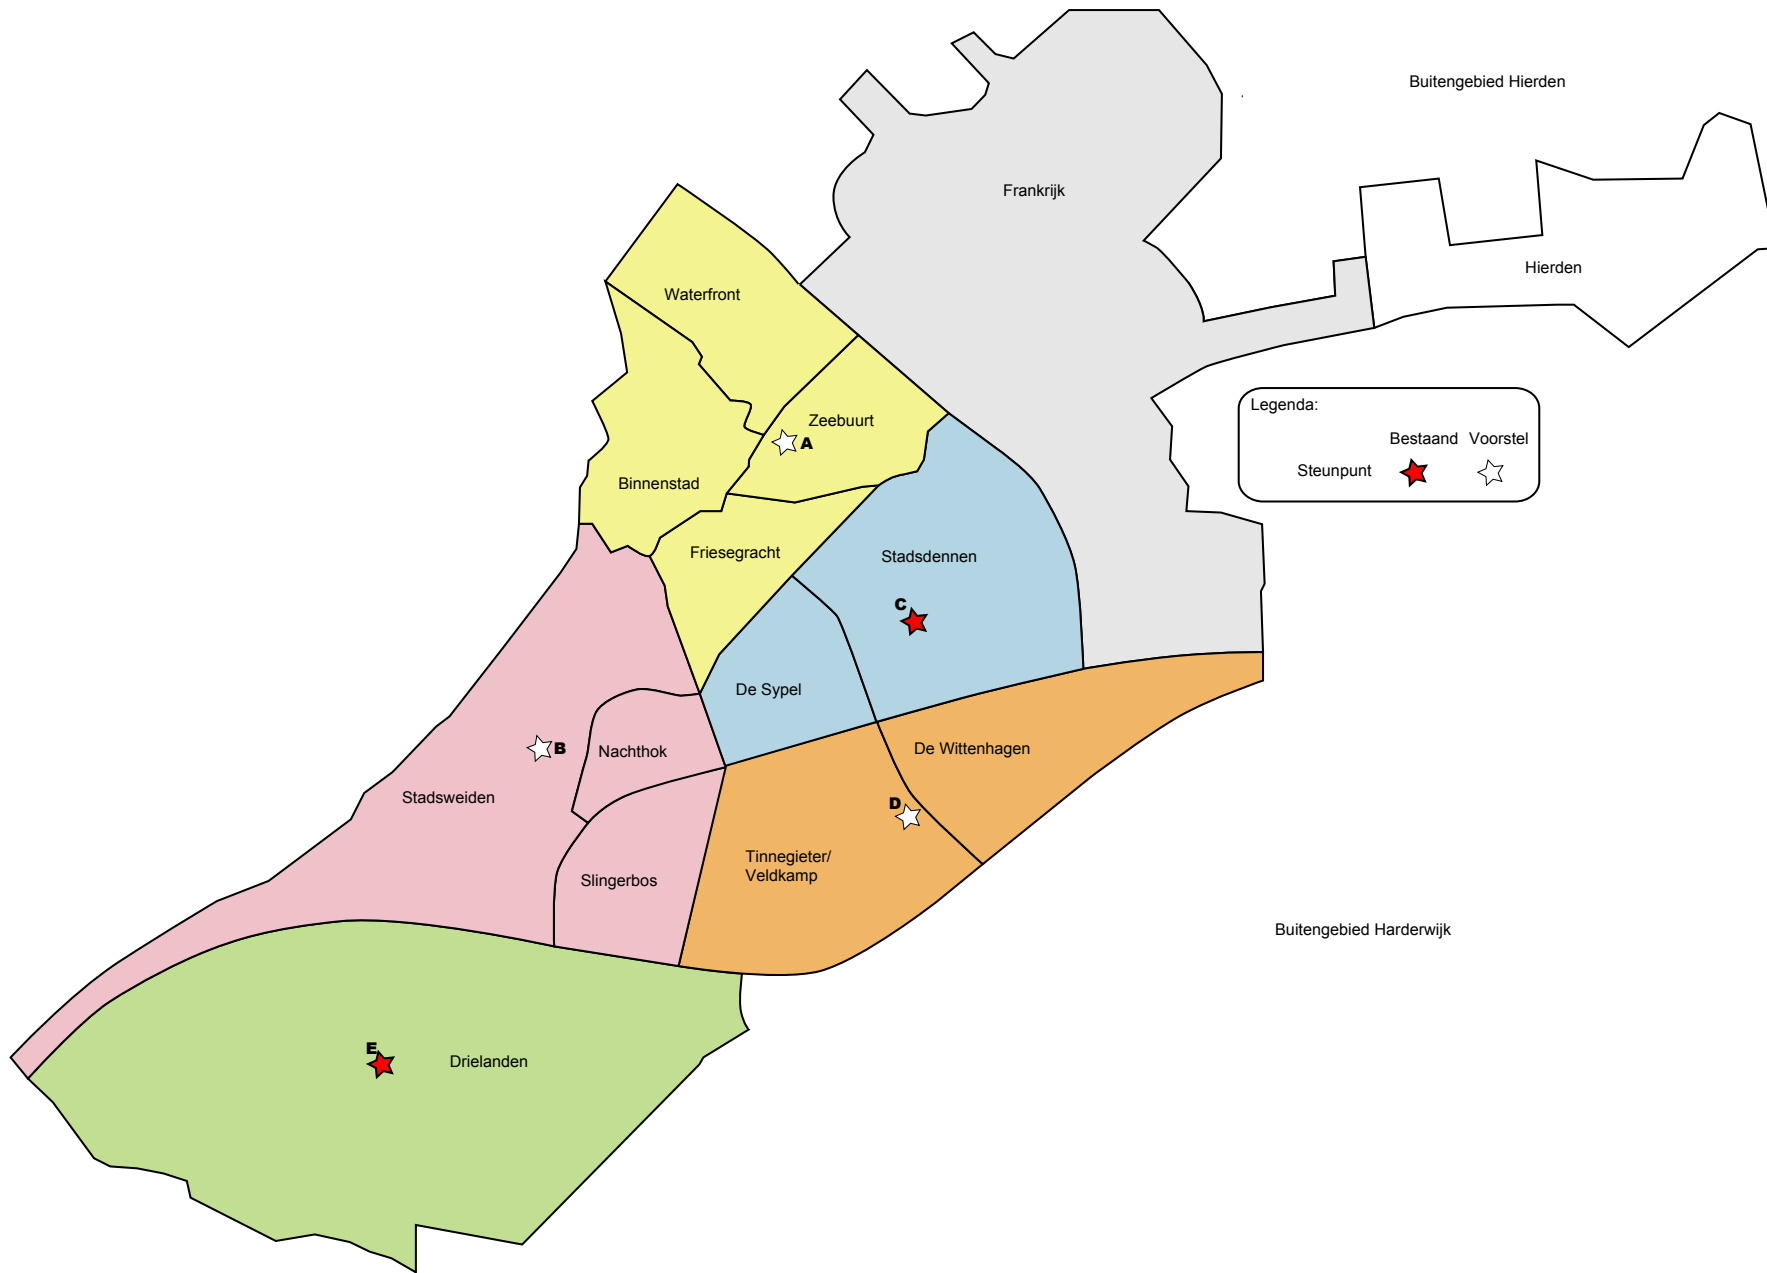 Buitengebied Hierden
Frankrijk
Hierden
Waterfront
Legenda:
Bestaand Voorstel
Steunpunt
Zeebuurt
A
Binnenstad
Friesegracht
Stadsdennen
C
De Sypel
B
Nachthok
De Wittenhagen
Stadsweiden
D
Tinnegieter/
Veldkamp
Slingerbos
Buitengebied Harderwijk
E
Drielanden